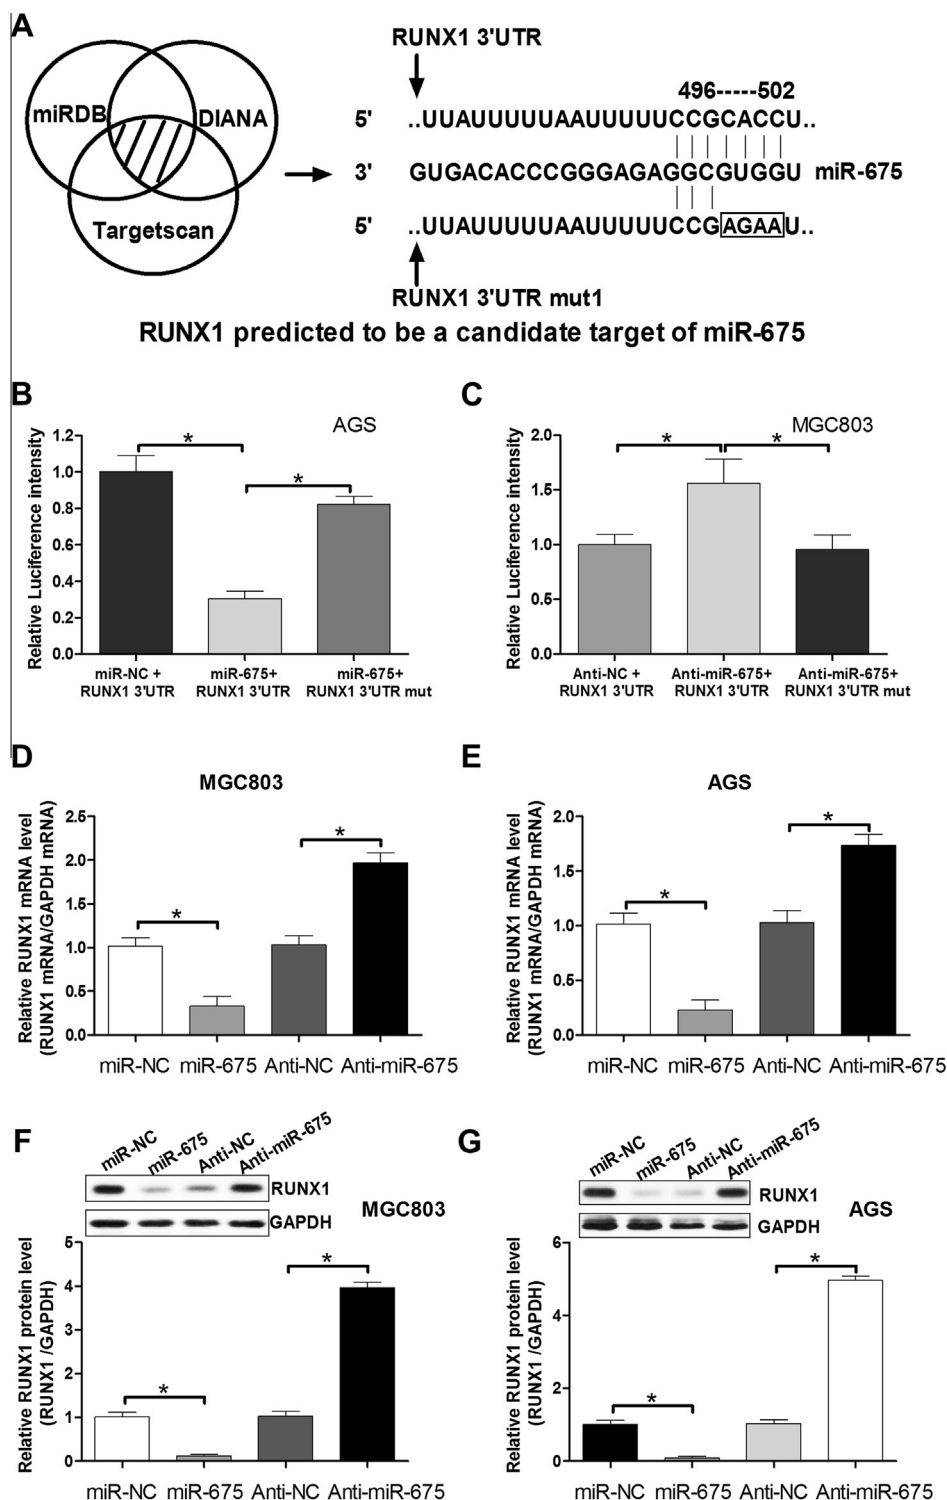 A
miRDB
DIANA
Targetscan
RUNX1 3'UTR
496-----502
5' ..UUAUUUUUAAUUUUUCCGCACCU..
3' GUGACACCCGGGAGAGGCGUGGU miR-675
5' ..UUAUUUUUAAUUUUUCCGAGAAU..
RUNX1 3'UTR mut1
RUNX1 predicted to be a candidate target of miR-675
B
AGS
Relative Luciference intensity
1.2
1.0
0.8
0.6
0.4
0.2
0.0
*
*
miR-NC +
RUNX1 3'UTR
miR-675+
RUNX1 3'UTR
miR-675+
RUNX1 3'UTR mut
C
MGC803
Relative Luciference intensity
2.0
1.5
1.0
0.5
0.0
*
*
Anti-NC +
RUNX1 3'UTR
Anti-miR-675+
RUNX1 3'UTR
Anti-miR-675+
RUNX1 3'UTR mut
D
MGC803
Relative RUNX1 mRNA level
(RUNX1 mRNA/GAPDH mRNA)
2.5
2.0
1.0
0.5
0.0
*
*
miR-NC miR-675 Anti-NC Anti-miR-675
E
AGS
Relative RUNX1 mRNA level
(RUNX1 mRNA/GAPDH mRNA)
2.0
1.5
1.0
0.5
0.0
*
*
miR-NC miR-675 Anti-NC Anti-miR-675
F
miR-NC miR-675 Anti-NC Anti-miR-675
RUNX1
GAPDH
MGC803
Relative RUNX1 protein level
(RUNX1 /GAPDH)
5
4
3
2
1
0
*
*
miR-NC miR-675 Anti-NC Anti-miR-675
G
miR-NC miR-675 Anti-NC Anti-miR-675
RUNX1
GAPDH
AGS
Relative RUNX1 protein level
(RUNX1 /GAPDH)
6
4
2
0
*
*
miR-NC miR-675 Anti-NC Anti-miR-675